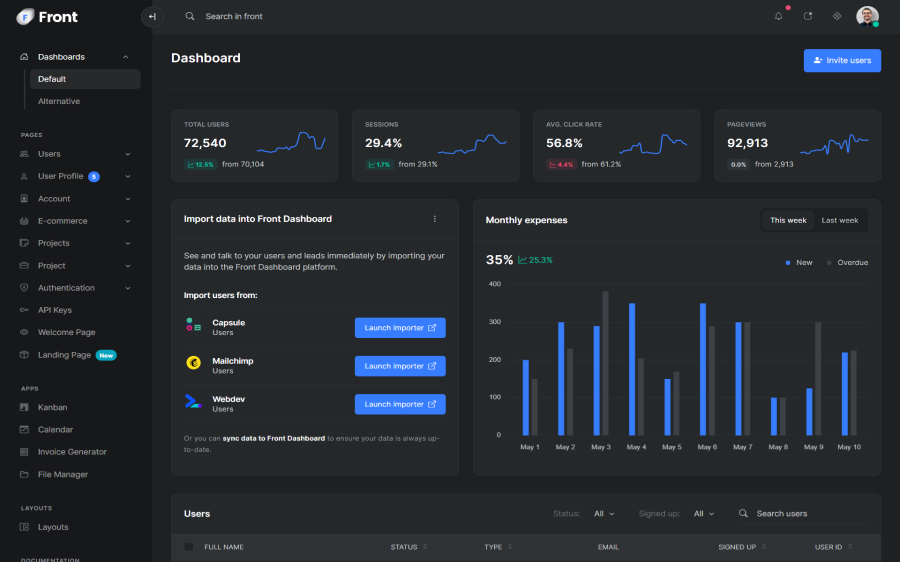 Front
Search in front
Dashboards
Default
Alternative
PAGES
Users
User Profile 5
Account
E-commerce
Projects
Project
Authentication
API Keys
Welcome Page
Landing Page New
APPS
Kanban
Calendar
Invoice Generator
File Manager
LAYOUTS
Layouts
DOCUMENTATION
Dashboard
Invite users
TOTAL USERS
72,540
12.5% from 70,104
SESSIONS
29.4%
1.7% from 29.1%
AVG. CLICK RATE
56.8%
4.4% from 61.2%
PAGEVIEWS
92,913
0.0% from 2,913
Import data into Front Dashboard
See and talk to your users and leads immediately by importing your
data into the Front Dashboard platform.
Import users from:
Capsule
Users
Launch importer
Mailchimp
Users
Launch importer
Webdev
Users
Launch importer
Or you can sync data to Front Dashboard to ensure your data is always up-
to-date.
Monthly expenses
This week Last week
35% 25.3%
New Overdue
400
300
200
100
0
May 1 May 2 May 3 May 4 May 5 May 6 May 7 May 8 May 9 May 10
Users
Status: All Signed up: All Search users
FULL NAME STATUS TYPE EMAIL SIGNED UP USER ID